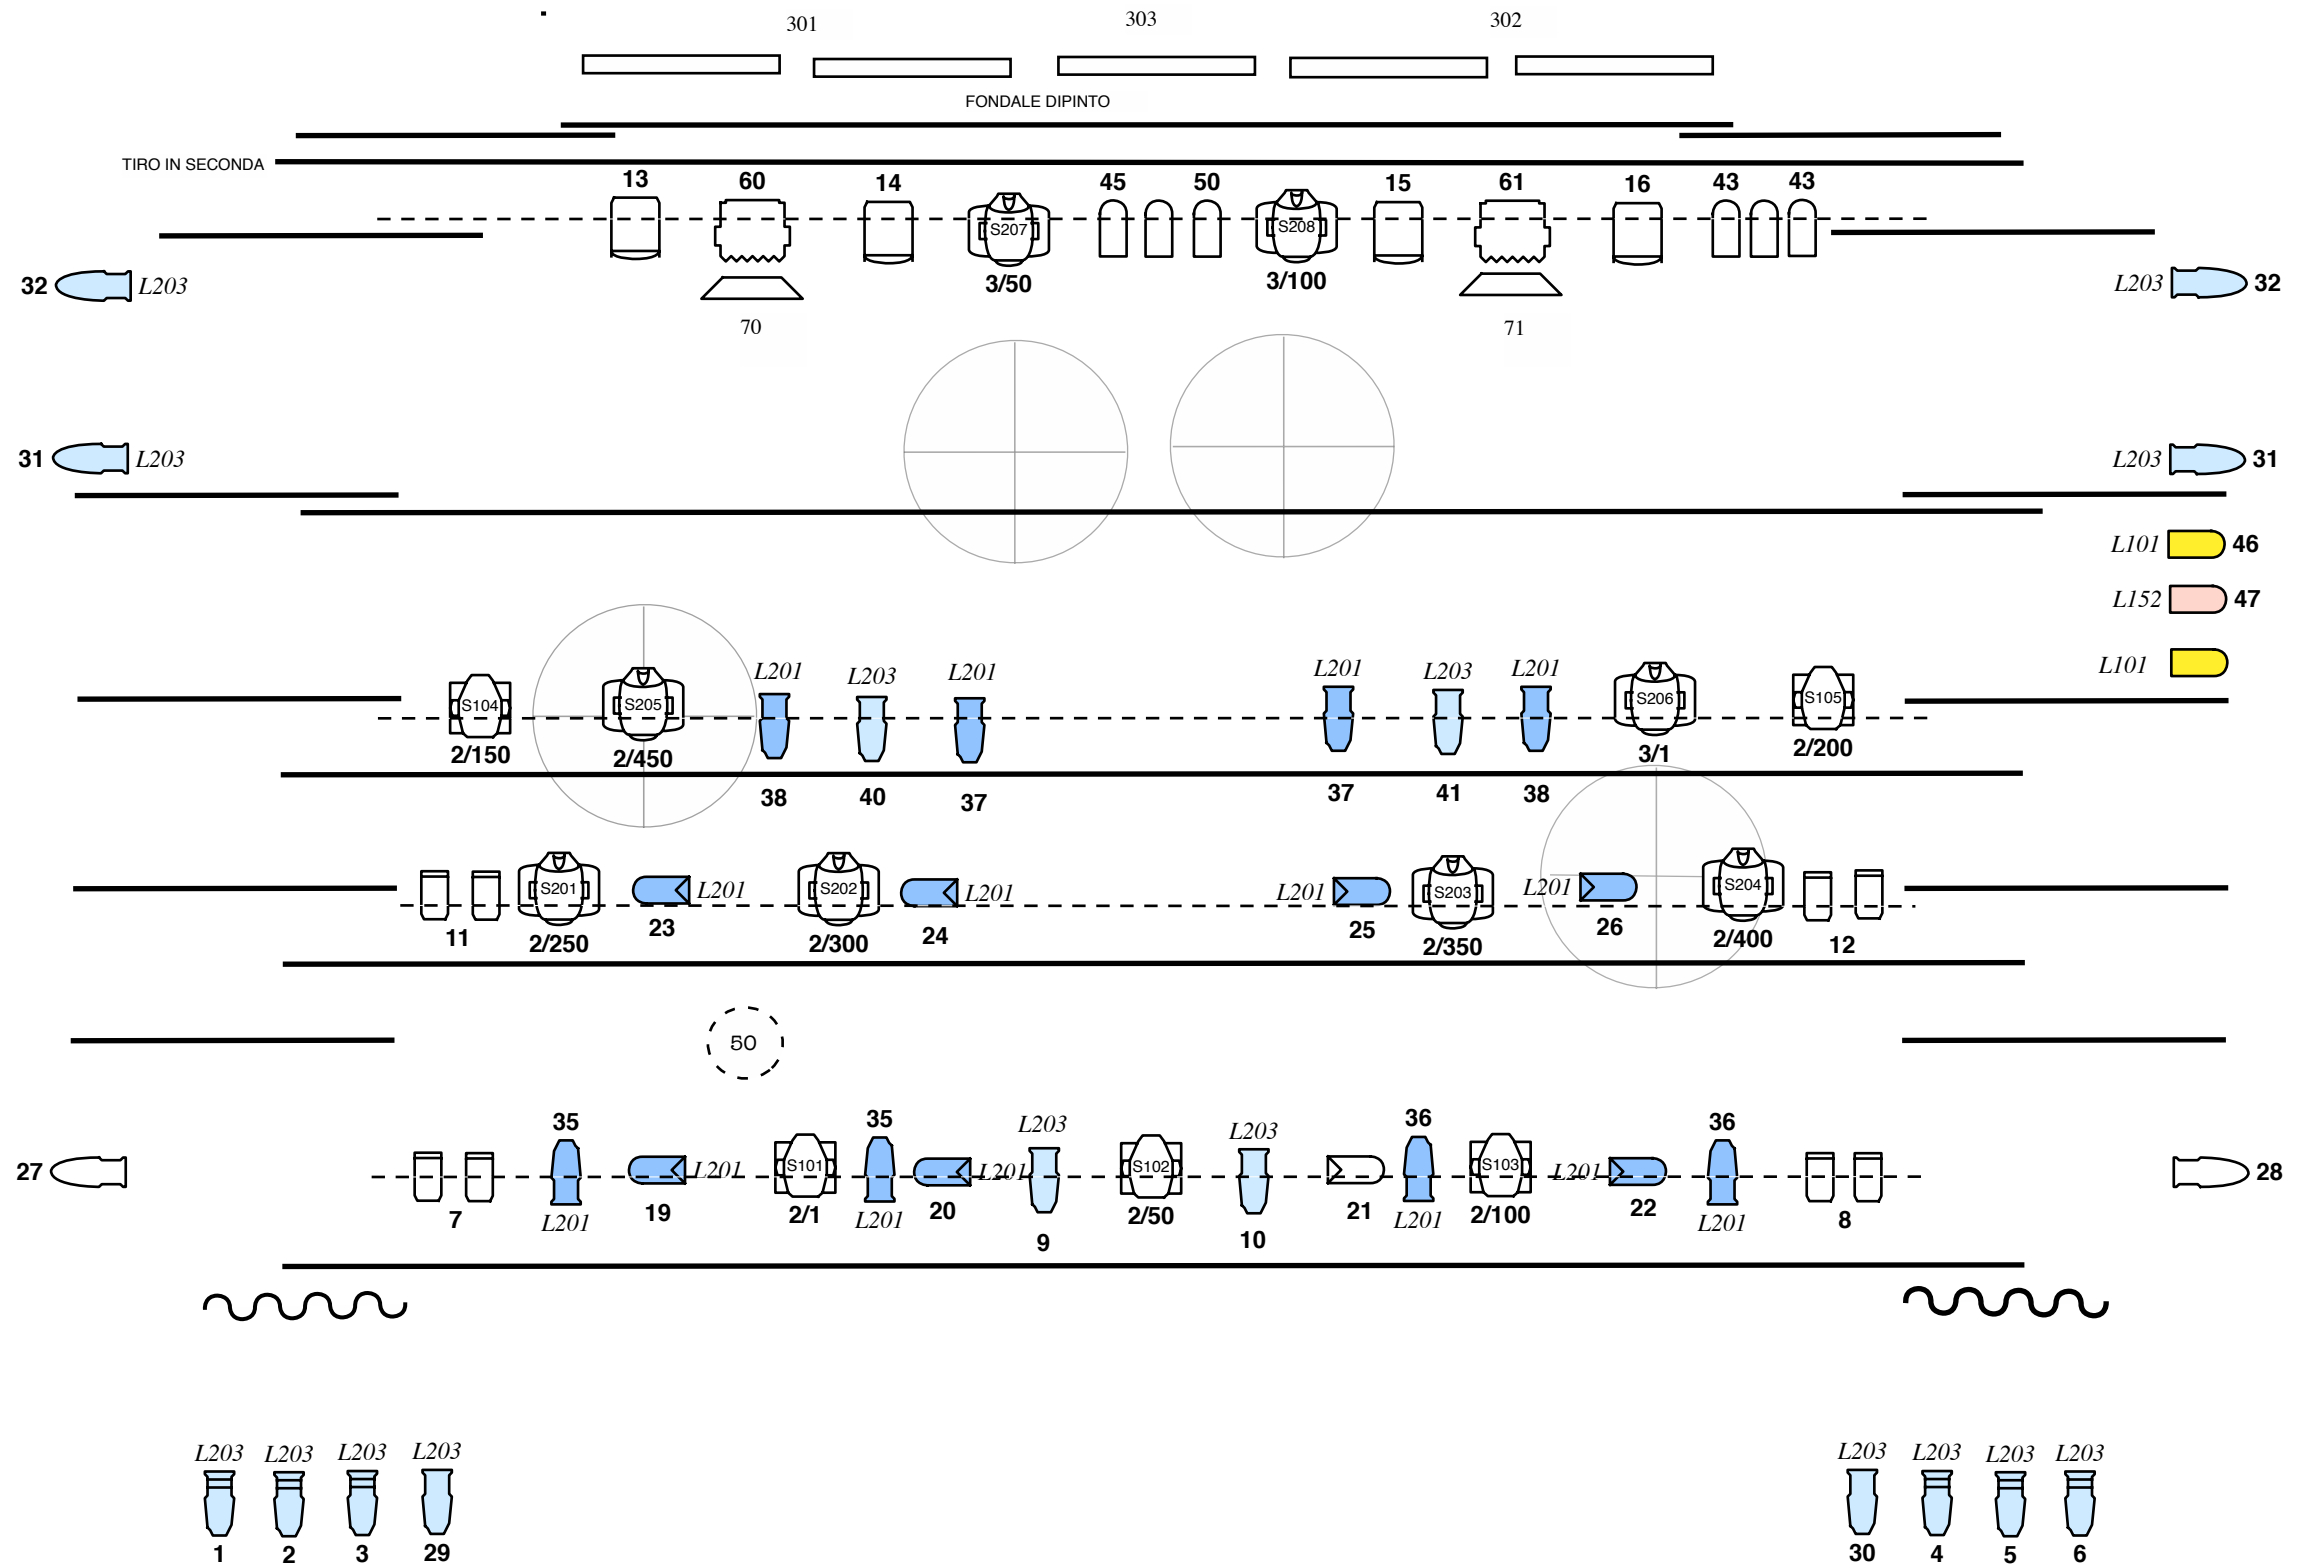 301 303 302
FONDALE DIPINTO
TIRO IN SECONDA
13 60 14 45 50 15 61 16 43 43
S207 S208
3/50 3/100
32 L203 L203 32
70 71
31 L203 L203 31
L101 46
L152 47
L101
L201 L203 L201 L201 L203 L201
S104 S205 S206 S105
2/150 2/450 3/1 2/200
38 40 37 37 41 38
S201 L201 S202 L201 L201 S203 L201 S204
11 2/250 23 2/300 24 25 2/350 26 2/400 12
50
35 35 L203 L203 36 36
27 L201 S101 L201 S102 S103 L201 28
7 L201 19 2/1 L201 20 9 2/50 10 21 L201 2/100 22 L201 8
L203 L203 L203 L203 L203 L203 L203 L203
1 2 3 29 30 4 5 6